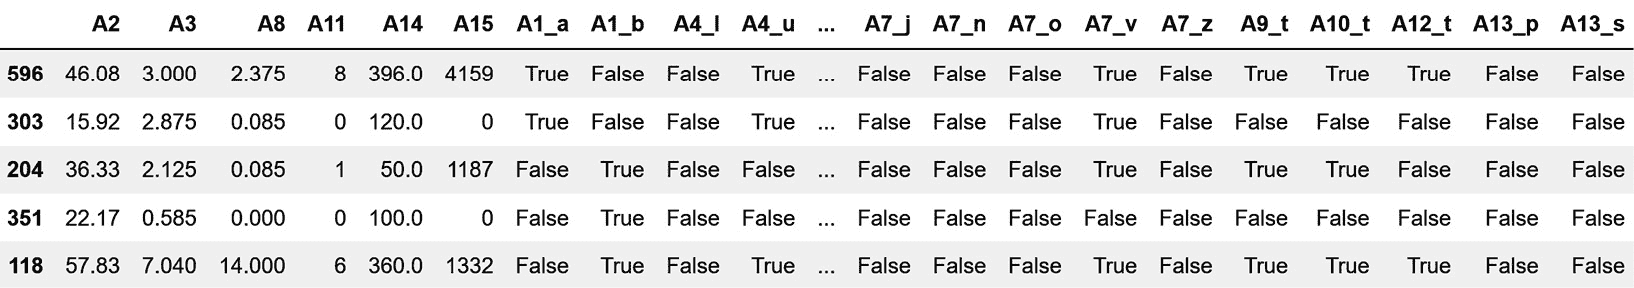 A2 A3 A8 A11 A14 A15 A1_a A1_b A4_l A4_u ... A7_j A7_n A7_o A7_v A7_z A9_t A10_t A12_t A13_p A13_s
596 46.08 3.000 2.375 8 396.0 4159 True False False True ... False False False True False True True True False False
303 15.92 2.875 0.085 0 120.0 0 True False False True ... False False False True False False False False False False
204 36.33 2.125 0.085 1 50.0 1187 False True False False ... False False False True False True True False False False
351 22.17 0.585 0.000 0 100.0 0 False True False False ... False False False False False False False False False False
118 57.83 7.040 14.000 6 360.0 1332 False True False True ... False False False True False True True True False False